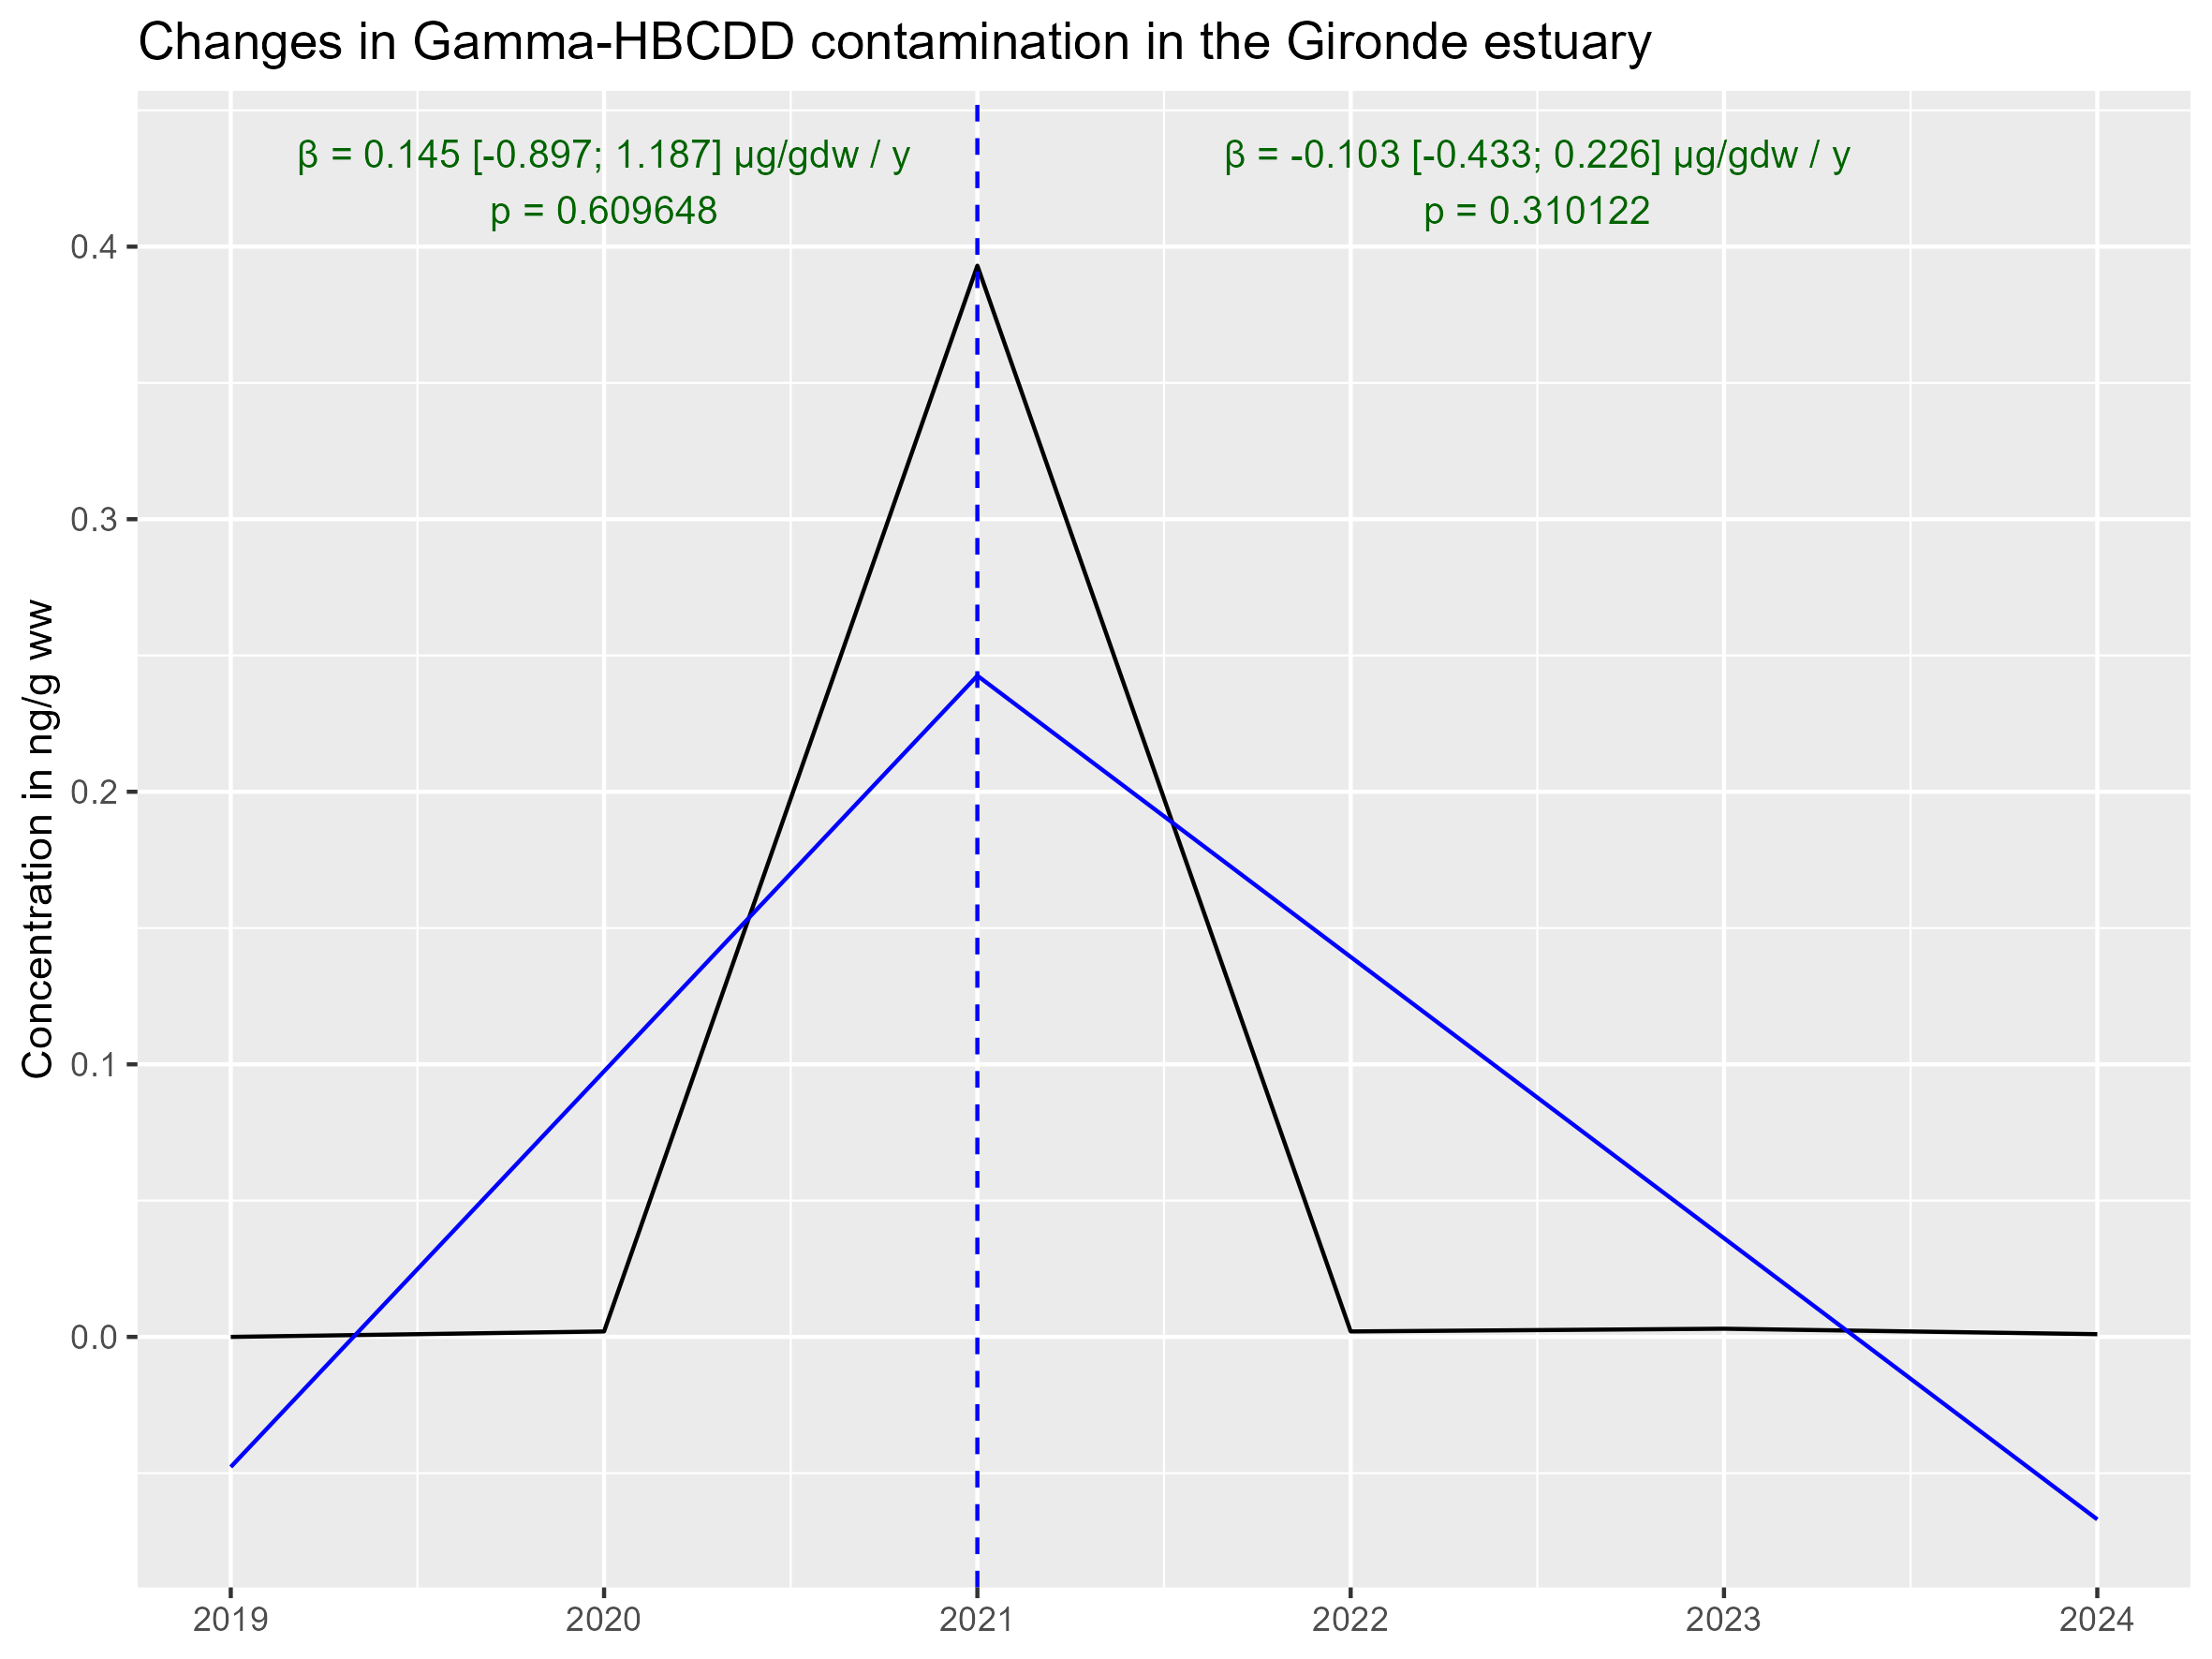 Changes in Gamma-HBCDD contamination in the Gironde estuary
β = 0.145 [-0.897; 1.187] µg/gdw / y
p = 0.609648
β = -0.103 [-0.433; 0.226] µg/gdw / y
p = 0.310122
Concentration in ng/g ww
0.4
0.3
0.2
0.1
0.0
2019
2020
2021
2022
2023
2024